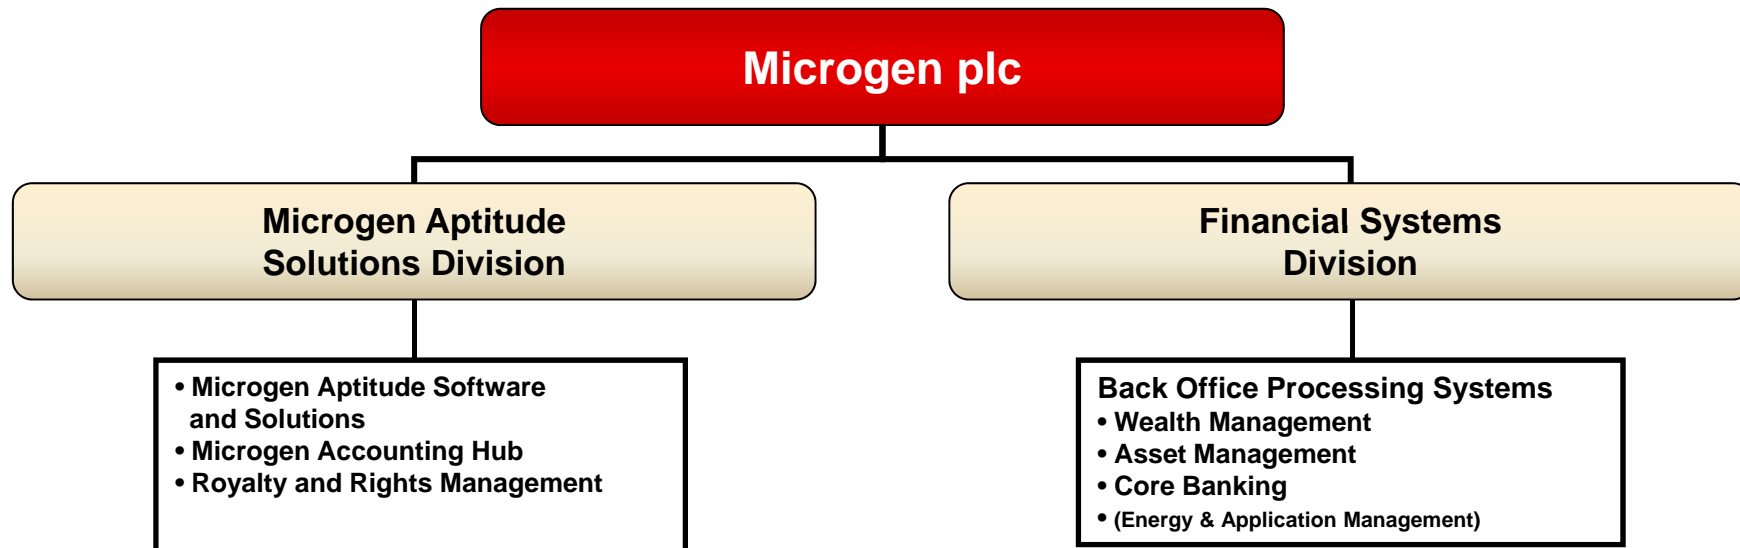 Microgen plc
Microgen Aptitude
Solutions Division
Financial Systems
Division
• Microgen Aptitude Software
and Solutions
• Microgen Accounting Hub
• Royalty and Rights Management
Back Office Processing Systems
• Wealth Management
• Asset Management
• Core Banking
• (Energy & Application Management)